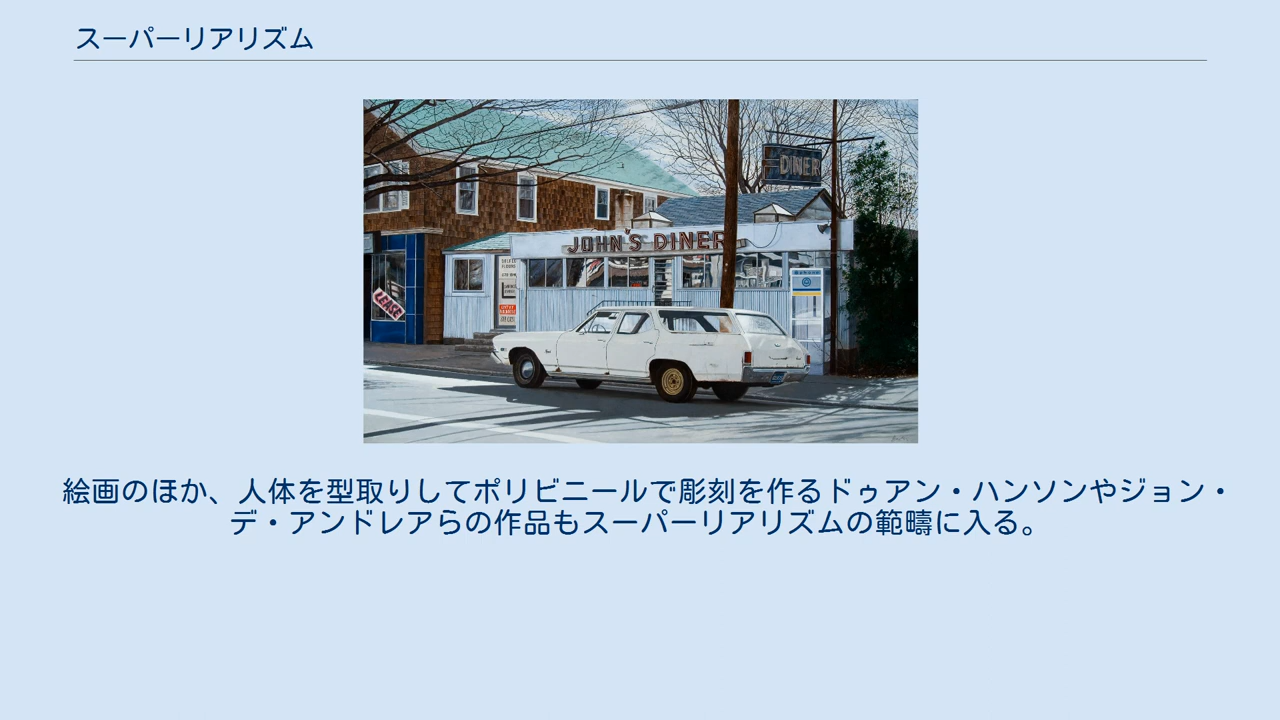 スーパーリアリズム
DINER
JOHN'S DINER
LEASE
絵画のほか、人体を型取りしてポリビニールで彫刻を作るドゥアン・ハンソンやジョン・
デ・アンドレアらの作品もスーパーリアリズムの範疇に入る。